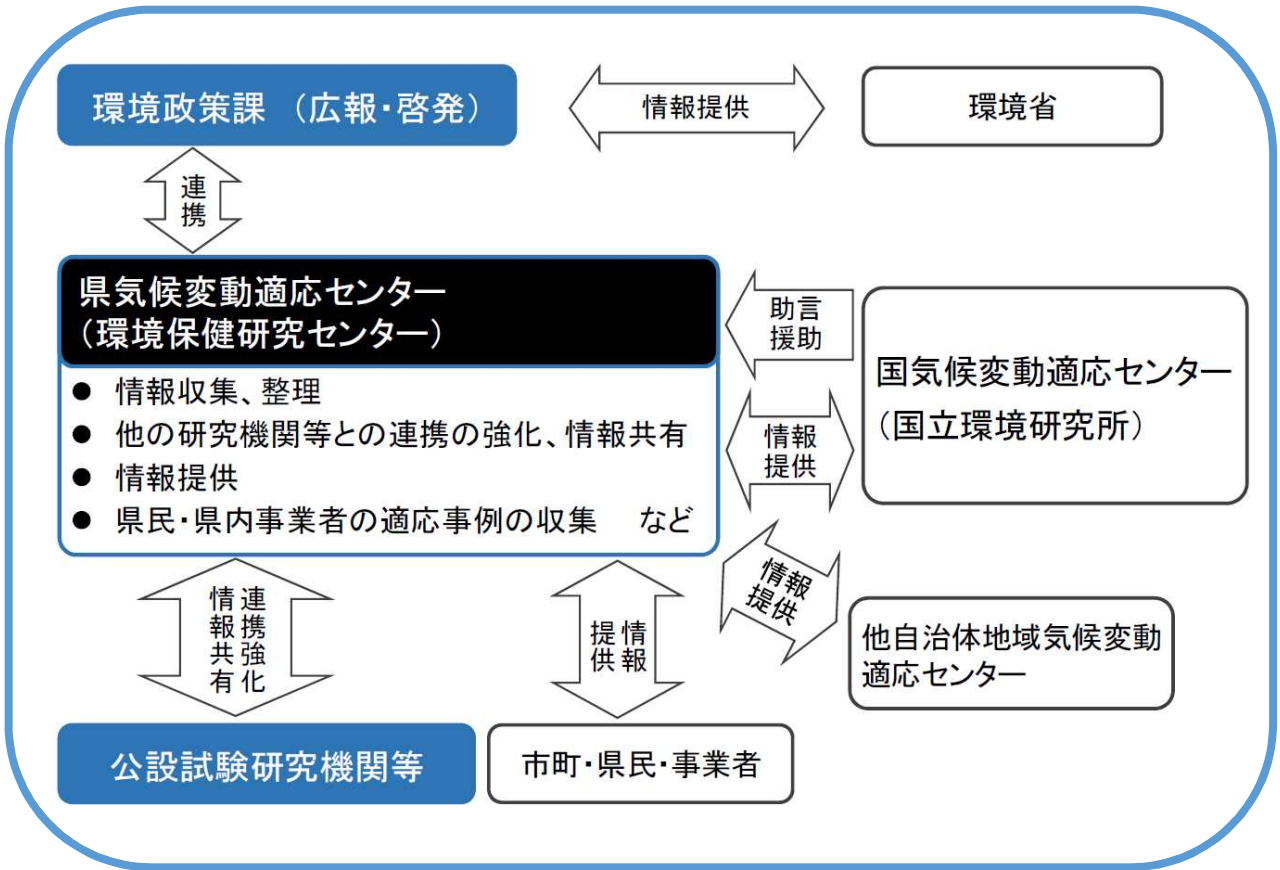 環境政策課 （広報・啓発）
情報提供
環境省
連
携
県気候変動適応センター
（環境保健研究センター）
● 情報収集、整理
● 他の研究機関等との連携の強化、情報共有
● 情報提供
● 県民・県内事業者の適応事例の収集 など
助言
援助
情報
提供
国気候変動適応センター
（国立環境研究所）
情報
提供
他自治体地域気候変動
適応センター
連携強化
情報共有
情報
提供
公設試験研究機関等
市町・県民・事業者